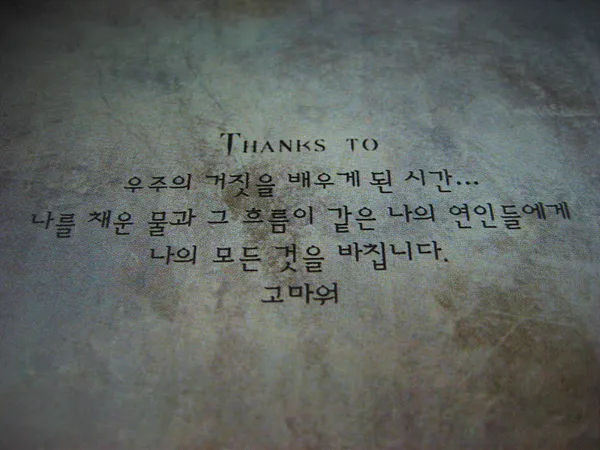 THANKS TO
우주의 거짓을 배우게 된 시간...
나를 채운 물과 그 흐름이 같은 나의 연인들에게
나의 모든 것을 바칩니다.
고마워